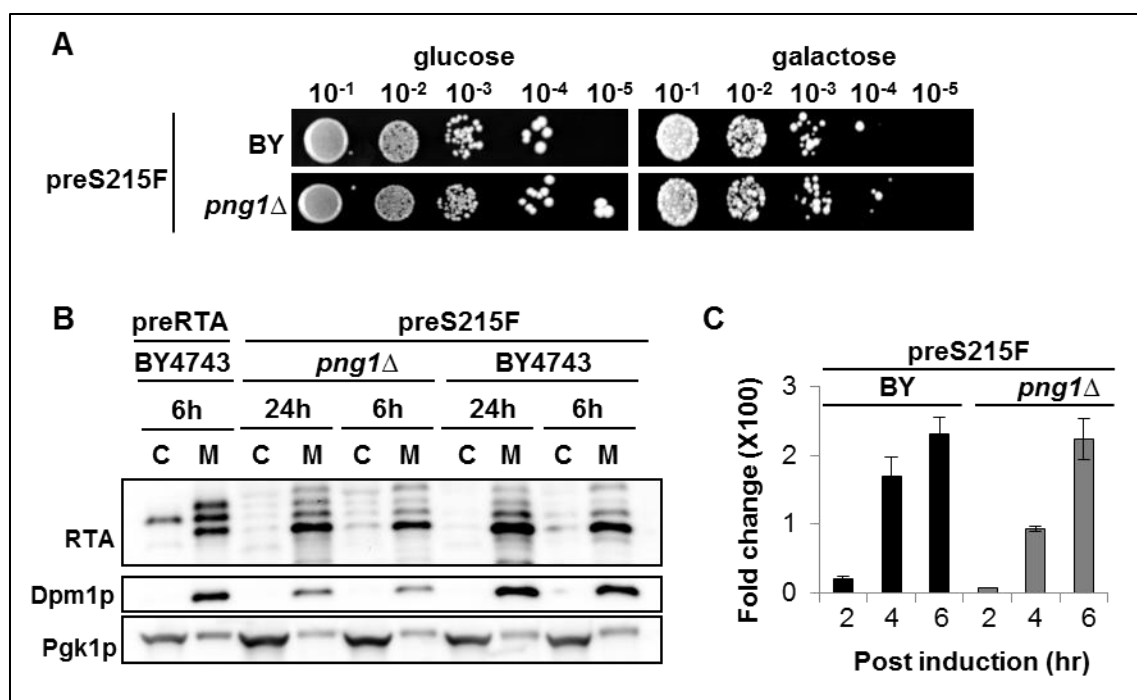 A
glucose galactose
10-1 10-2 10-3 10-4 10-5 10-1 10-2 10-3 10-4 10-5
BY
preS215F
png1Δ
B
preRTA preS215F
BY4743 png1Δ BY4743
6h 24h 6h 24h 6h
C M C M C M C M C M
RTA
Dpm1p
Pgk1p
C
preS215F
BY png1Δ
3
2
1
0
Fold change (X100)
2 4 6 2 4 6
Post induction (hr)